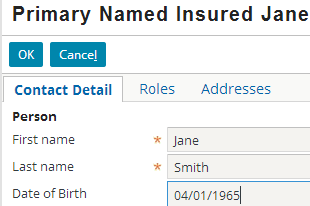 Primary Named Insured Jane
OK Cancel
Contact Detail Roles Addresses
Person
First name * Jane
Last name * Smith
Date of Birth 04/01/1965